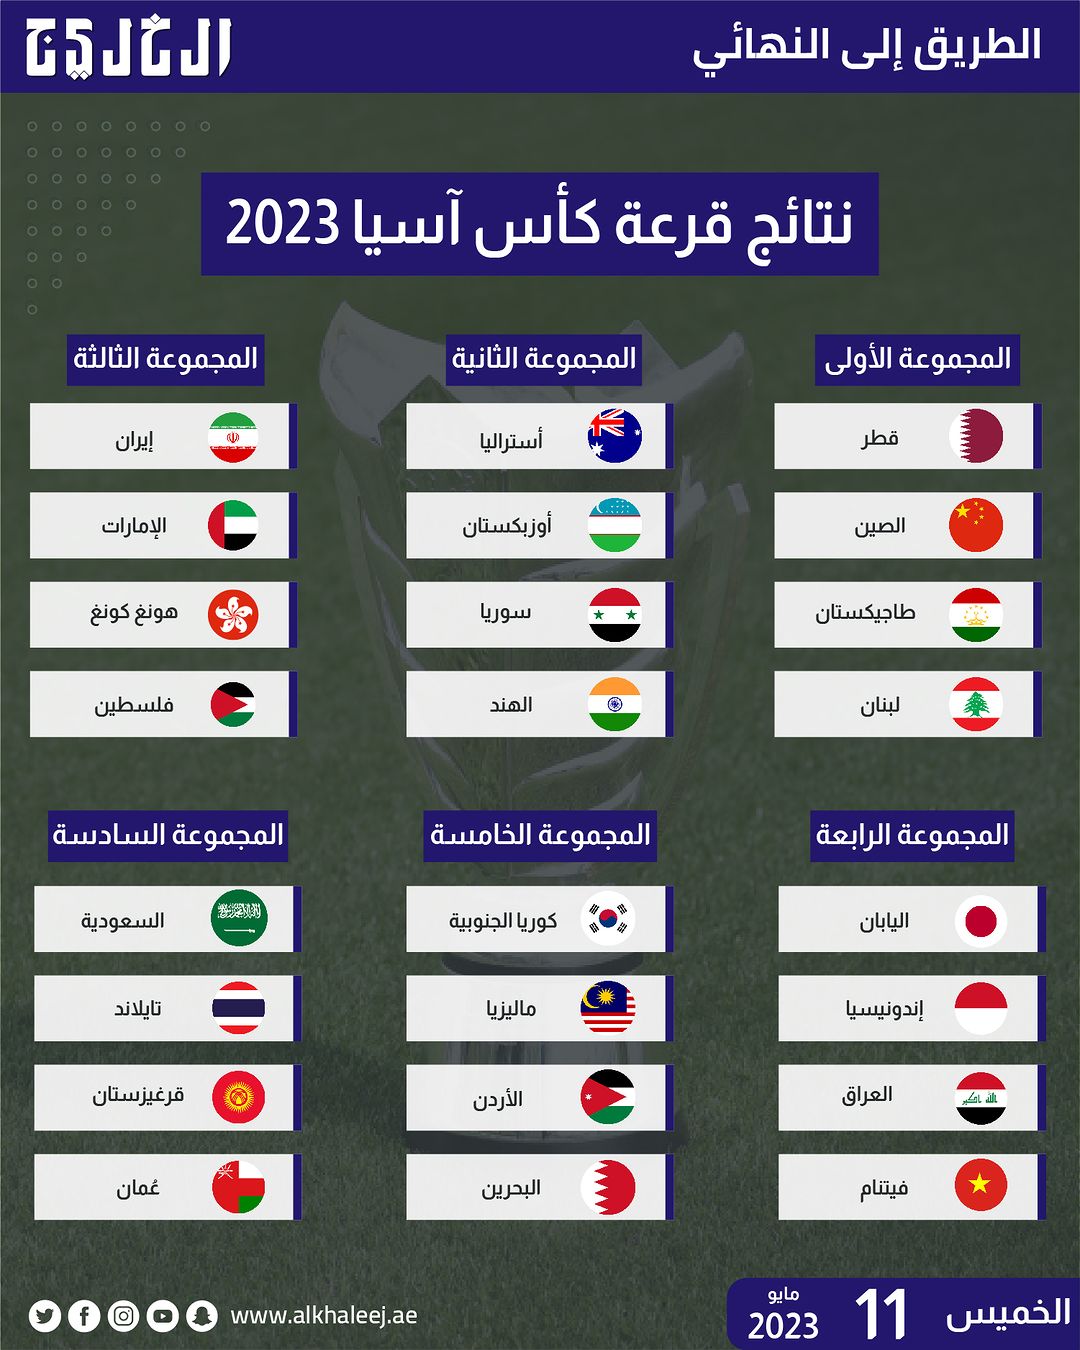 الطريق إلى النهائي
الخليج
نتائج قرعة كأس آسيا 2023
المجموعة الأولى
قطر
الصين
طاجيكستان
لبنان
المجموعة الثانية
أستراليا
أوزبكستان
سوريا
الهند
المجموعة الثالثة
إيران
الإمارات
هونغ كونغ
فلسطين
المجموعة الرابعة
اليابان
إندونيسيا
العراق
فيتنام
المجموعة الخامسة
كوريا الجنوبية
ماليزيا
الأردن
البحرين
المجموعة السادسة
السعودية
تايلاند
قرغيزستان
عُمان
الخميس 11 مايو 2023
www.alkhaleej.ae